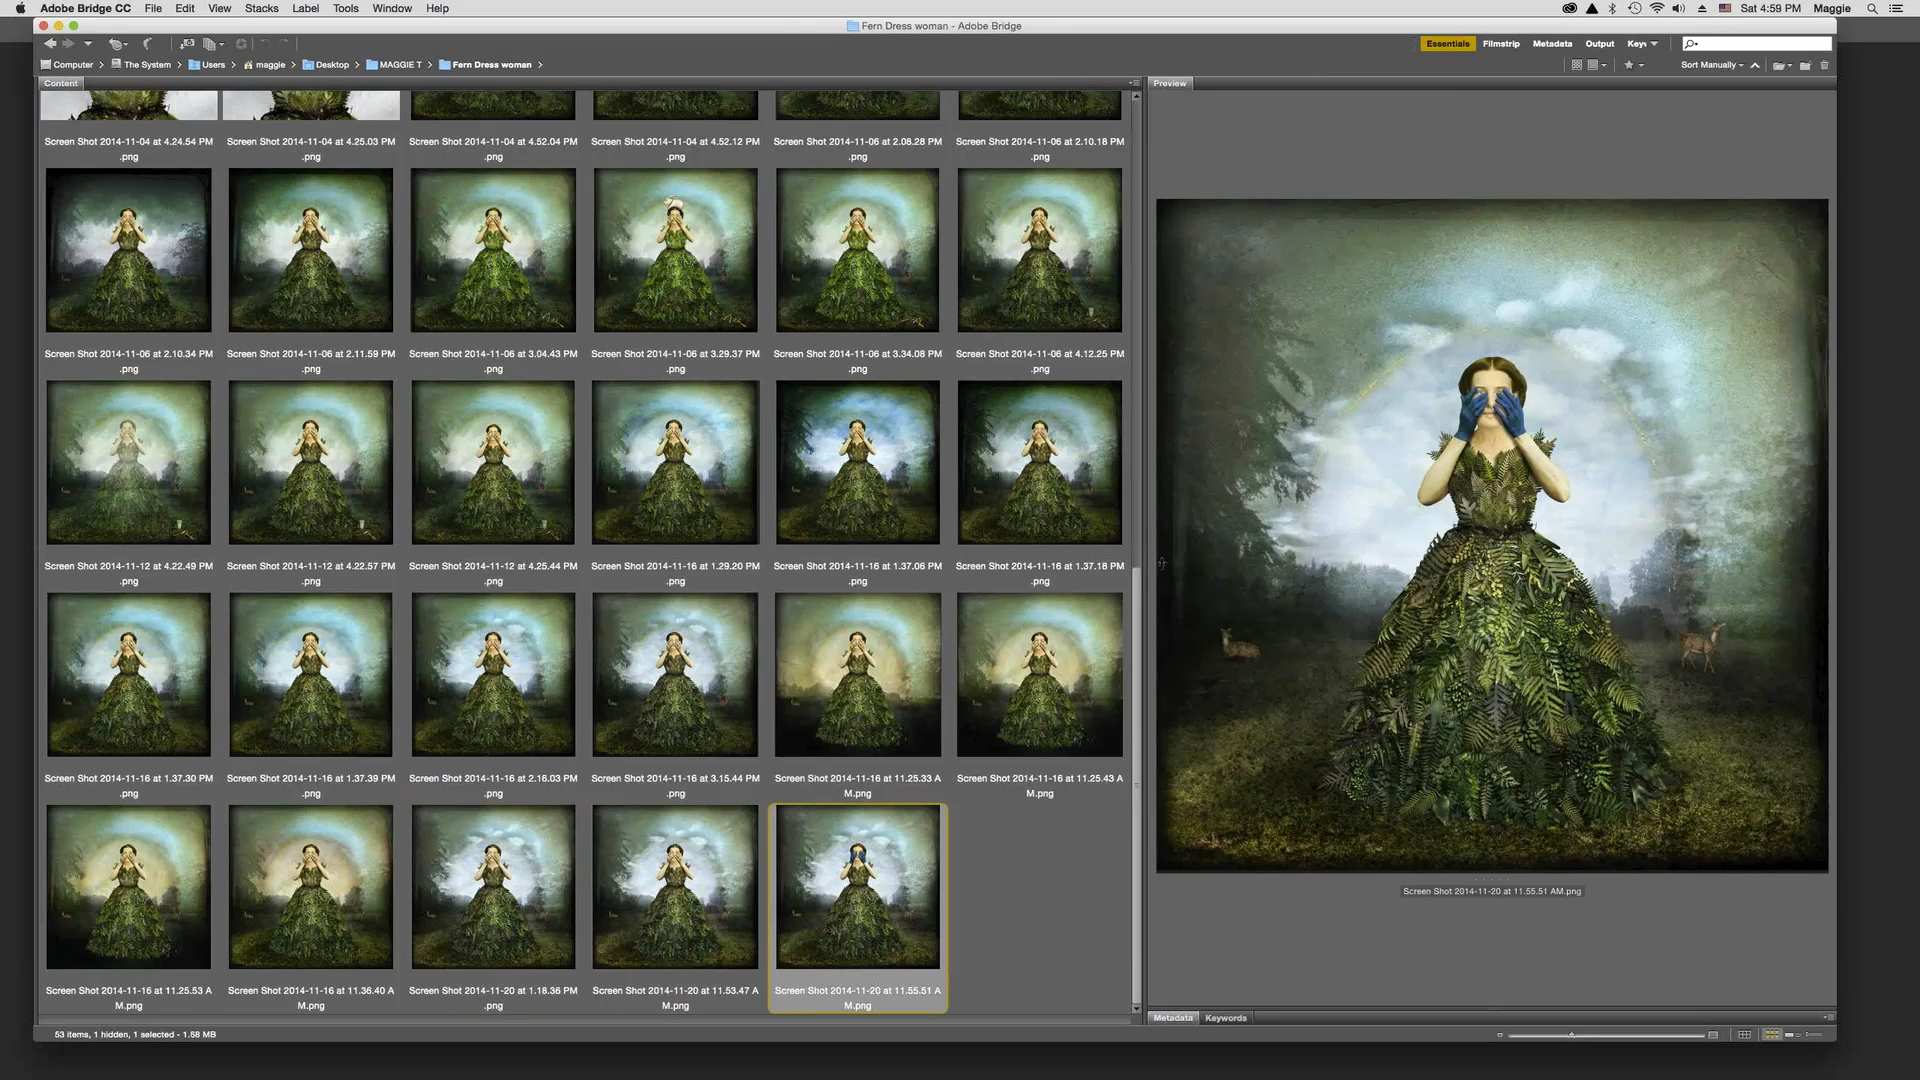 Adobe Bridge CC File Edit View Stacks Label Tools Window Help Sat 4:59 PM Maggie
Fern Dress woman - Adobe Bridge
Essentials Filmstrip Metadata Output Keyw
Computer The System Users maggie Desktop MAGGIE T Fern Dress woman Sort Manually
Content
Preview
Screen Shot 2014-11-04 at 4.24.54 PM
.png
Screen Shot 2014-11-04 at 4.25.03 PM
.png
Screen Shot 2014-11-04 at 4.52.04 PM
.png
Screen Shot 2014-11-04 at 4.52.12 PM
.png
Screen Shot 2014-11-06 at 2.08.28 PM
.png
Screen Shot 2014-11-06 at 2.10.18 PM
.png
Screen Shot 2014-11-06 at 2.10.34 PM
.png
Screen Shot 2014-11-06 at 2.11.59 PM
.png
Screen Shot 2014-11-06 at 3.04.43 PM
.png
Screen Shot 2014-11-06 at 3.29.37 PM
.png
Screen Shot 2014-11-06 at 3.34.08 PM
.png
Screen Shot 2014-11-06 at 4.12.25 PM
.png
Screen Shot 2014-11-12 at 4.22.49 PM
.png
Screen Shot 2014-11-12 at 4.22.57 PM
.png
Screen Shot 2014-11-12 at 4.25.44 PM
.png
Screen Shot 2014-11-16 at 1.29.20 PM
.png
Screen Shot 2014-11-16 at 1.37.06 PM
.png
Screen Shot 2014-11-16 at 1.37.18 PM
.png
Screen Shot 2014-11-16 at 1.37.30 PM
.png
Screen Shot 2014-11-16 at 1.37.39 PM
.png
Screen Shot 2014-11-16 at 2.16.03 PM
.png
Screen Shot 2014-11-16 at 3.15.44 PM
.png
Screen Shot 2014-11-16 at 11.25.33 A
M.png
Screen Shot 2014-11-16 at 11.25.43 A
M.png
Screen Shot 2014-11-16 at 11.25.53 A
M.png
Screen Shot 2014-11-16 at 11.36.40 A
M.png
Screen Shot 2014-11-20 at 1.18.36 PM
.png
Screen Shot 2014-11-20 at 11.53.47 A
M.png
Screen Shot 2014-11-20 at 11.55.51 A
M.png
Screen Shot 2014-11-20 at 11.55.51 AM.png
Metadata Keywords
53 items, 1 hidden, 1 selected - 1.68 MB